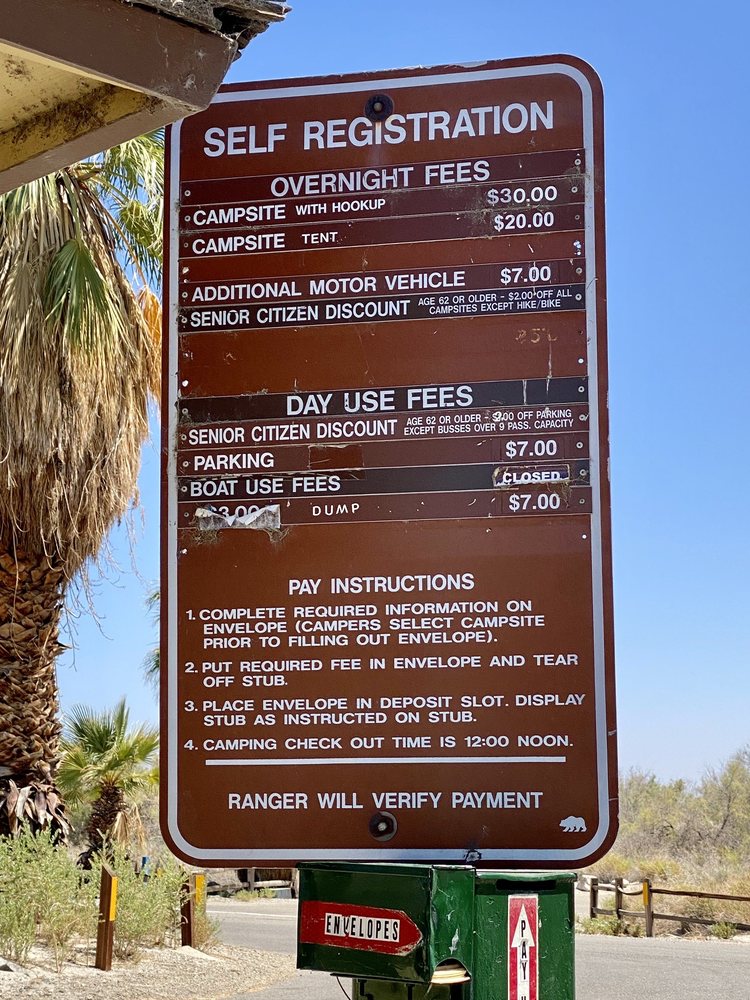 SELF REGISTRATION
OVERNIGHT FEES
CAMPSITE WITH HOOKUP $30.00
CAMPSITE TENT $20.00
ADDITIONAL MOTOR VEHICLE $7.00
SENIOR CITIZEN DISCOUNT AGE 62 OR OLDER - $2.00 OFF ALL
CAMPSITES EXCEPT HIKE/BIKE
DAY USE FEES
SENIOR CITIZEN DISCOUNT AGE 62 OR OLDER - OFF PARKING
EXCEPT BUSSES OVER 9 PASS. CAPACITY
PARKING $7.00
BOAT USE FEES CLOSED
DUMP $7.00
PAY INSTRUCTIONS
1. COMPLETE REQUIRED INFORMATION ON
ENVELOPE (CAMPERS SELECT CAMPSITE
PRIOR TO FILLING OUT ENVELOPE).
2. PUT REQUIRED FEE IN ENVELOPE AND TEAR
OFF STUB.
3. PLACE ENVELOPE IN DEPOSIT SLOT. DISPLAY
STUB AS INSTRUCTED ON STUB.
4. CAMPING CHECK OUT TIME IS 12:00 NOON.
RANGER WILL VERIFY PAYMENT
ENVELOPES
PAY